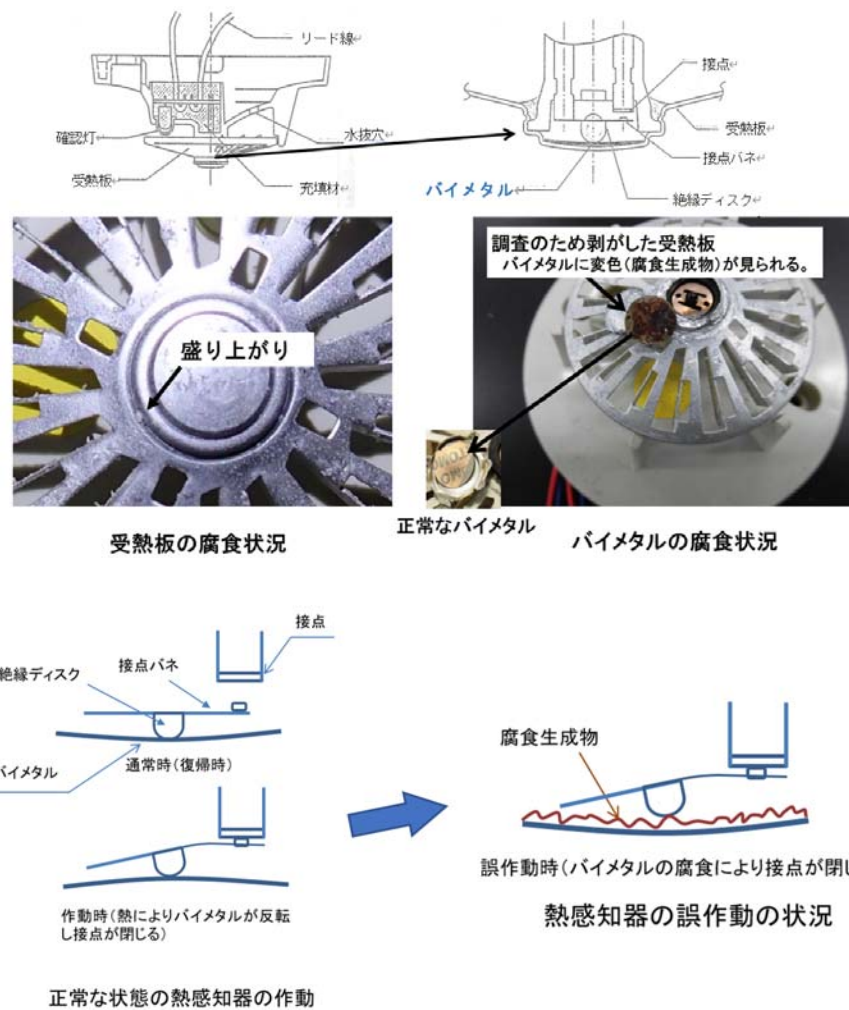 リード線
接点
確認灯
水抜穴
受熱板
受熱板
接点バネ
充填材
バイメタル
絶縁ディスク
調査のため剥がした受熱板
バイメタルに変色(腐食生成物)が見られる。
盛り上がり
正常なバイメタル
受熱板の腐食状況
バイメタルの腐食状況
接点
絶縁ディスク
接点バネ
バイメタル
通常時(復帰時)
腐食生成物
作動時(熱によりバイメタルが反転
し接点が閉じる)
誤作動時(バイメタルの腐食により接点が閉じ
熱感知器の誤作動の状況
正常な状態の熱感知器の作動